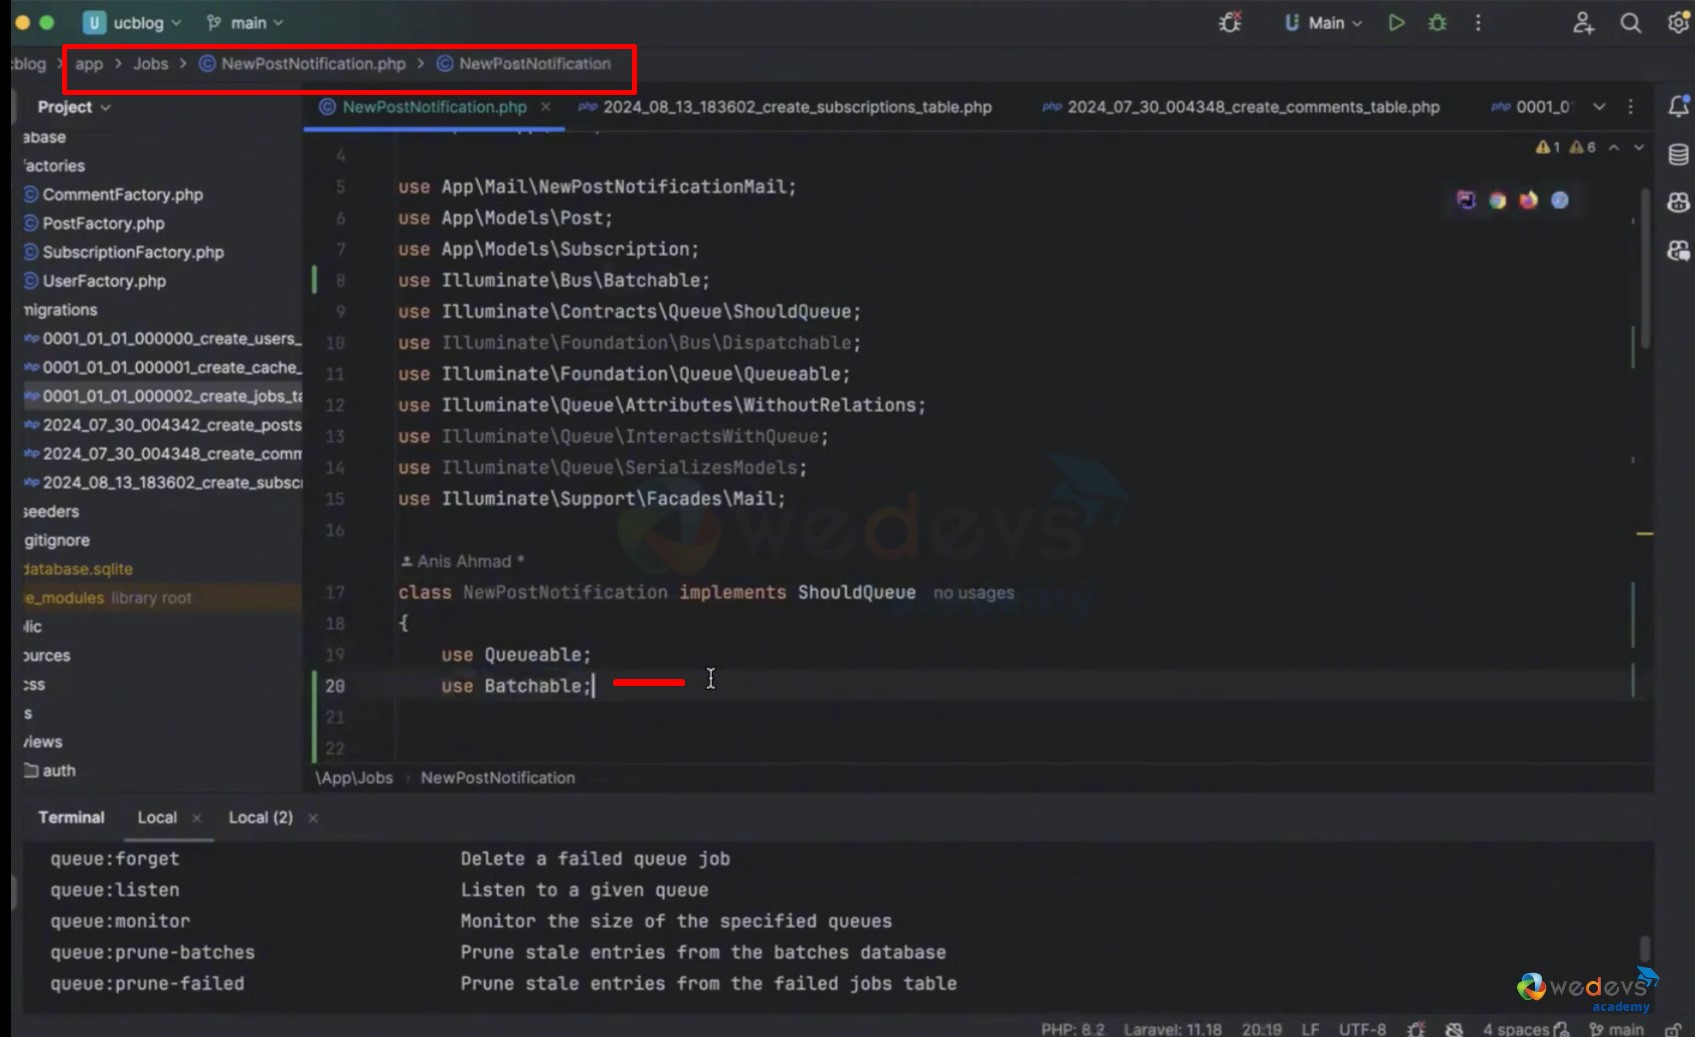 U ucblog main Main
blog > app > Jobs > NewPostNotification.php > NewPostNotification
Project
NewPostNotification.php × php 2024_08_13_183602_create_subscriptions_table.php php 2024_07_30_004348_create_comments_table.php php 0001_0
abase
factories
CommentFactory.php
PostFactory.php
SubscriptionFactory.php
UserFactory.php
migrations
0001_01_01_000000_create_users_
0001_01_01_000001_create_cache_
0001_01_01_000002_create_jobs_ta
2024_07_30_004342_create_posts
2024_07_30_004348_create_comm
2024_08_13_183602_create_subsc
seeders
gitignore
database.sqlite
e_modules library root
lic
ources
css
s
views
auth
1 6
4
5 use App\Mail\NewPostNotificationMail;
6 use App\Models\Post;
7 use App\Models\Subscription;
8 use Illuminate\Bus\Batchable;
9 use Illuminate\Contracts\Queue\ShouldQueue;
10 use Illuminate\Foundation\Bus\Dispatchable;
11 use Illuminate\Foundation\Queue\Queueable;
12 use Illuminate\Queue\Attributes\WithoutRelations;
13 use Illuminate\Queue\InteractsWithQueue;
14 use Illuminate\Queue\SerializesModels;
15 use Illuminate\Support\Facades\Mail;
16
Anis Ahmad *
17 class NewPostNotification implements ShouldQueue no usages
18 {
19 use Queueable;
20 use Batchable;
21
22
wedevs
academy
\App\Jobs > NewPostNotification
Terminal Local × Local (2) ×
queue:forget Delete a failed queue job
queue:listen Listen to a given queue
queue:monitor Monitor the size of the specified queues
queue:prune-batches Prune stale entries from the batches database
queue:prune-failed Prune stale entries from the failed jobs table
wedevs
academy
PHP: 8.2 Laravel: 11.18 20:19 LF UTF-8 4 spaces main